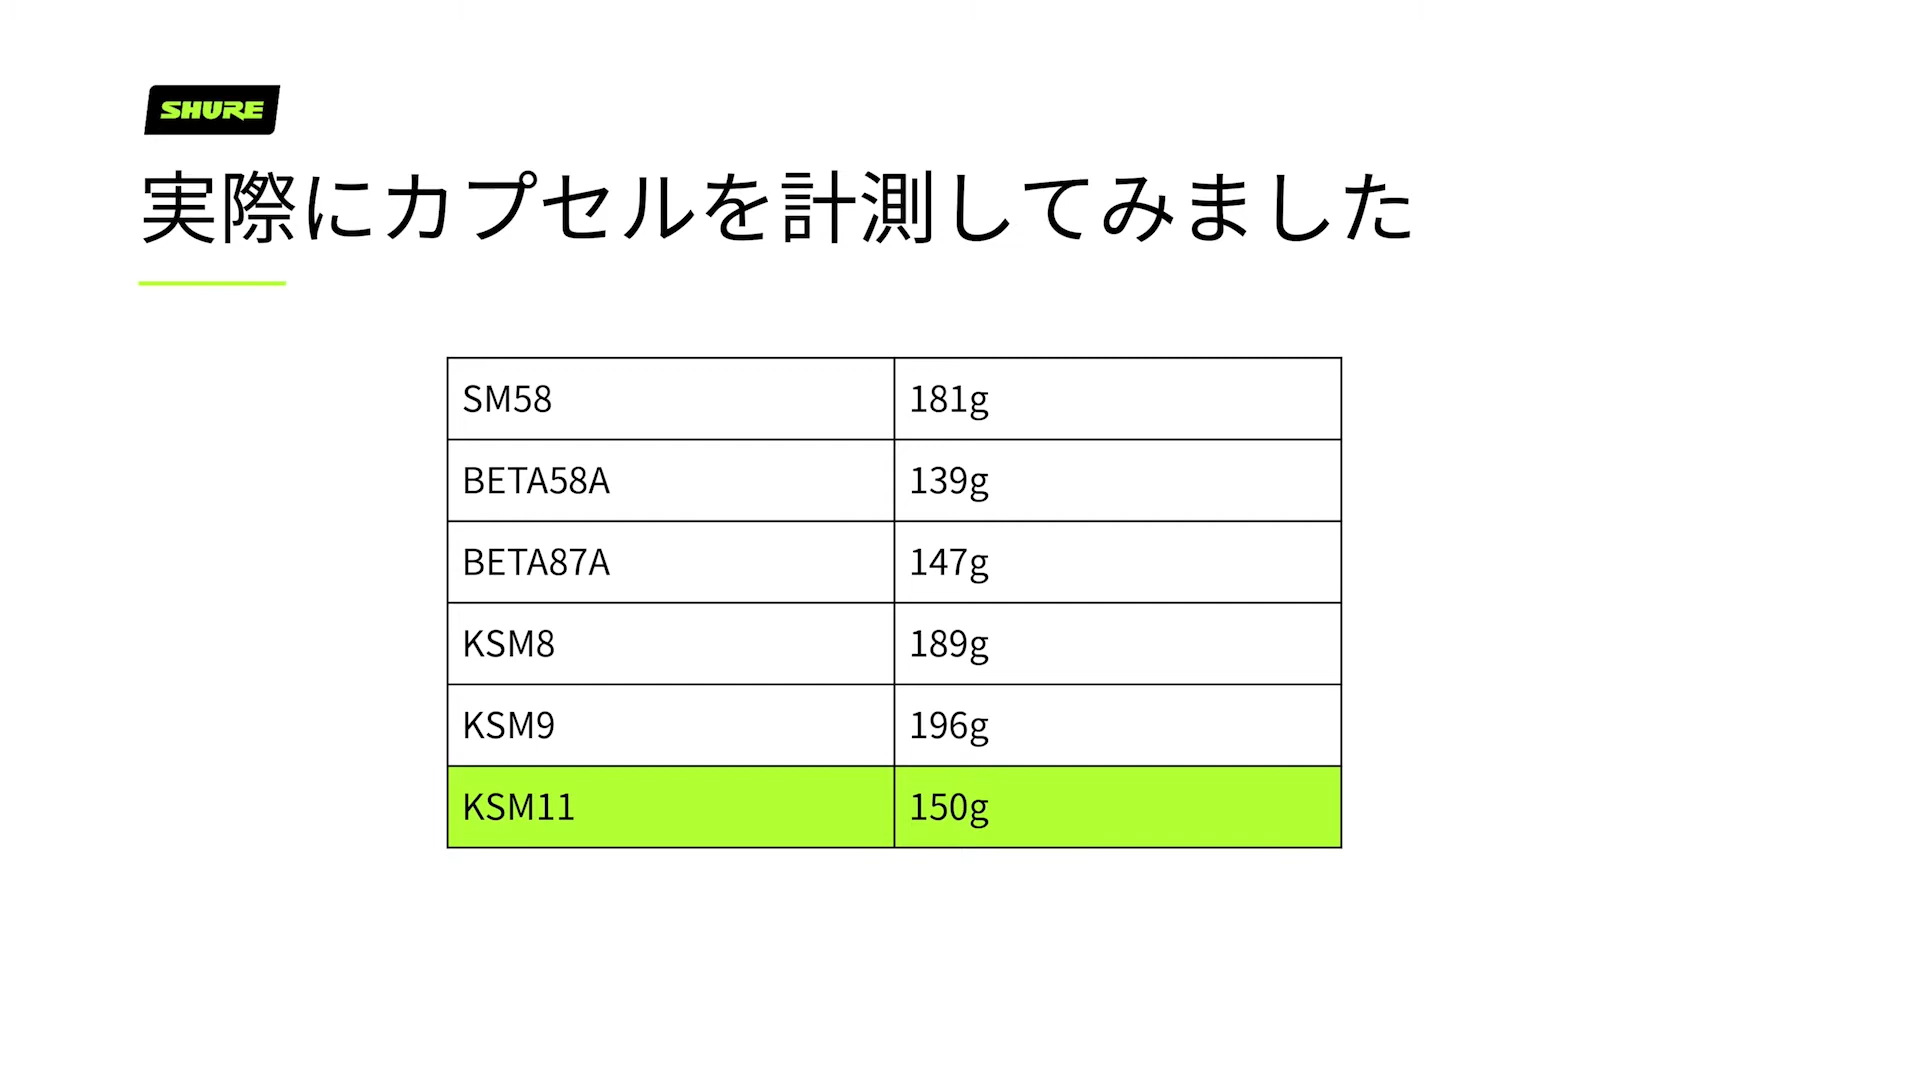 SHURE
実際にカプセルを計測してみました
SM58 181g
BETA58A 139g
BETA87A 147g
KSM8 189g
KSM9 196g
KSM11 150g